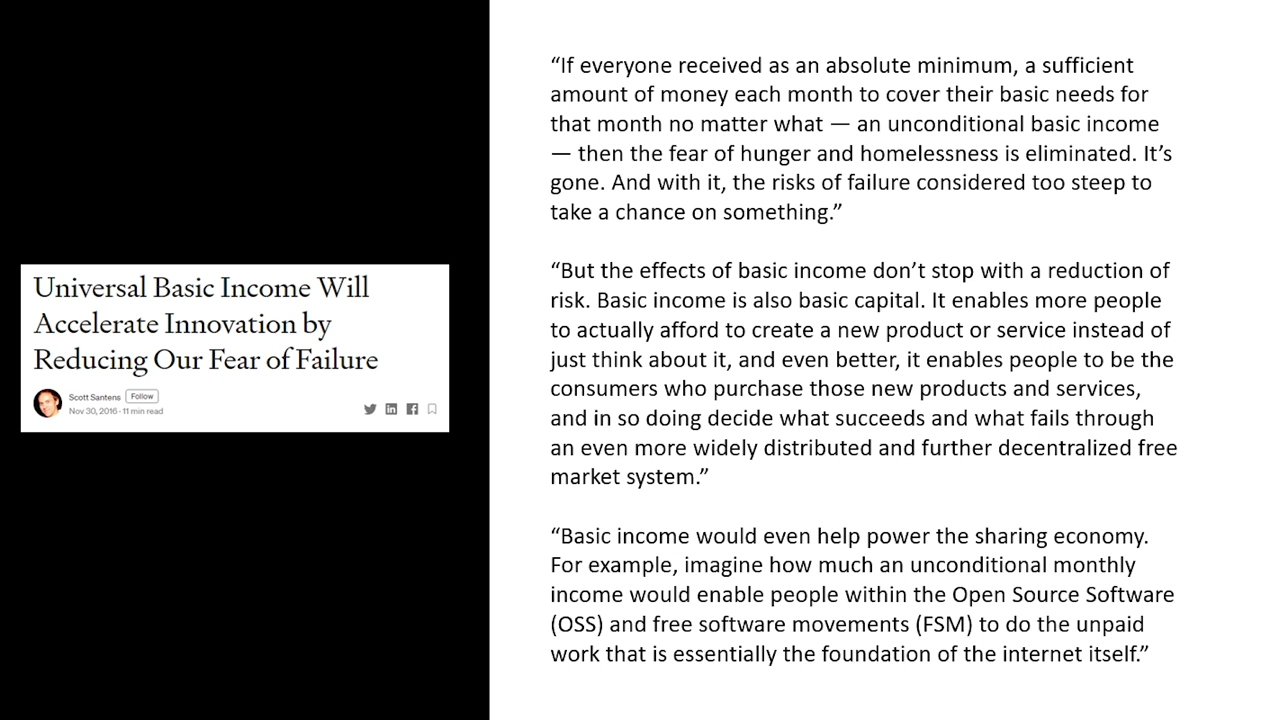 Universal Basic Income Will
Accelerate Innovation by
Reducing Our Fear of Failure
Scott Santens Follow
Nov 30, 2016 · 11 min read
“If everyone received as an absolute minimum, a sufficient
amount of money each month to cover their basic needs for
that month no matter what — an unconditional basic income
— then the fear of hunger and homelessness is eliminated. It’s
gone. And with it, the risks of failure considered too steep to
take a chance on something.”
“But the effects of basic income don’t stop with a reduction of
risk. Basic income is also basic capital. It enables more people
to actually afford to create a new product or service instead of
just think about it, and even better, it enables people to be the
consumers who purchase those new products and services,
and in so doing decide what succeeds and what fails through
an even more widely distributed and further decentralized free
market system.”
“Basic income would even help power the sharing economy.
For example, imagine how much an unconditional monthly
income would enable people within the Open Source Software
(OSS) and free software movements (FSM) to do the unpaid
work that is essentially the foundation of the internet itself.”